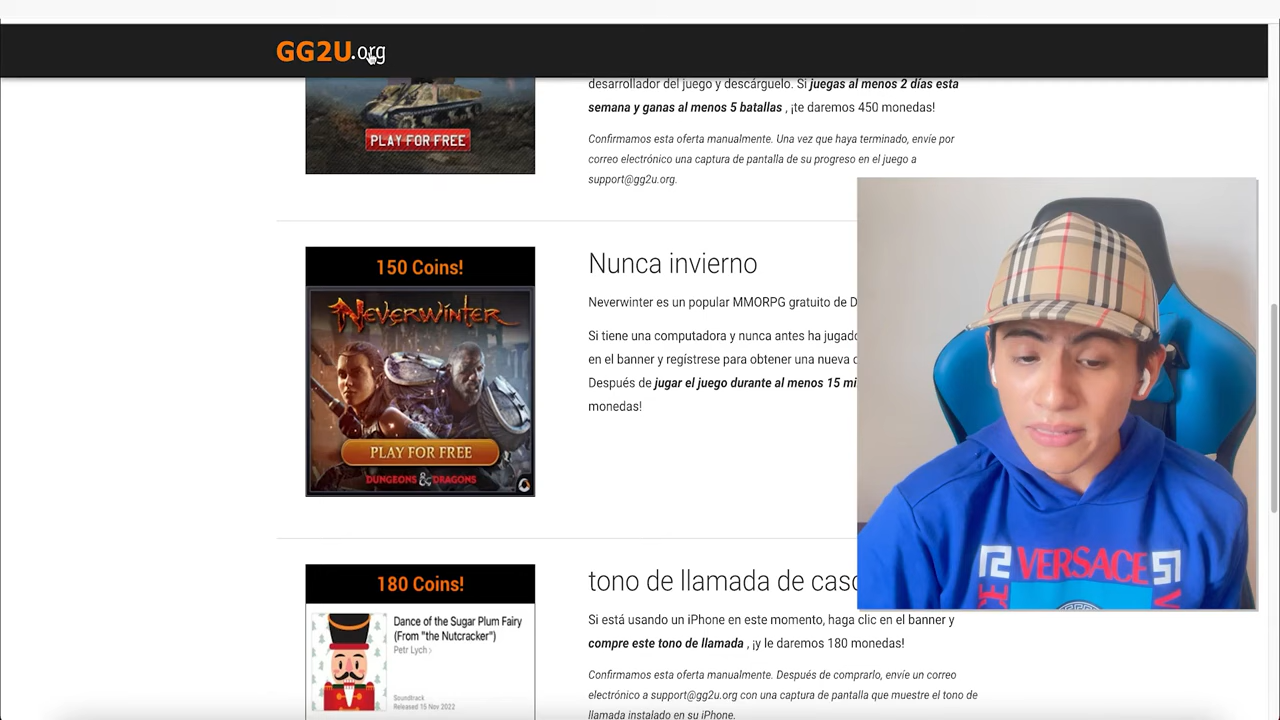 GG2U.org
desarrollador del juego y descárguelo. Si juegas al menos 2 días esta
semana y ganas al menos 5 batallas , ¡te daremos 450 monedas!
PLAY FOR FREE
Confirmamos esta oferta manualmente. Una vez que haya terminado, envíe por
correo electrónico una captura de pantalla de su progreso en el juego a
support@gg2u.org.
150 Coins!
NEVERWINTER
PLAY FOR FREE
DUNGEONS & DRAGONS
Nunca invierno
Neverwinter es un popular MMORPG gratuito de D
Si tiene una computadora y nunca antes ha jugado
en el banner y regístrese para obtener una nueva
Después de jugar el juego durante al menos 15 mi
monedas!
VERSACE
180 Coins!
Dance of the Sugar Plum Fairy
(From "the Nutcracker")
Petr Lych
Soundtrack
Released 15 Nov 2022
tono de llamada de casc
Si está usando un iPhone en este momento, haga clic en el banner y
compre este tono de llamada , ¡y le daremos 180 monedas!
Confirmamos esta oferta manualmente. Después de comprarlo, envíe un correo
electrónico a support@gg2u.org con una captura de pantalla que muestre el tono de
llamada instalado en su iPhone.